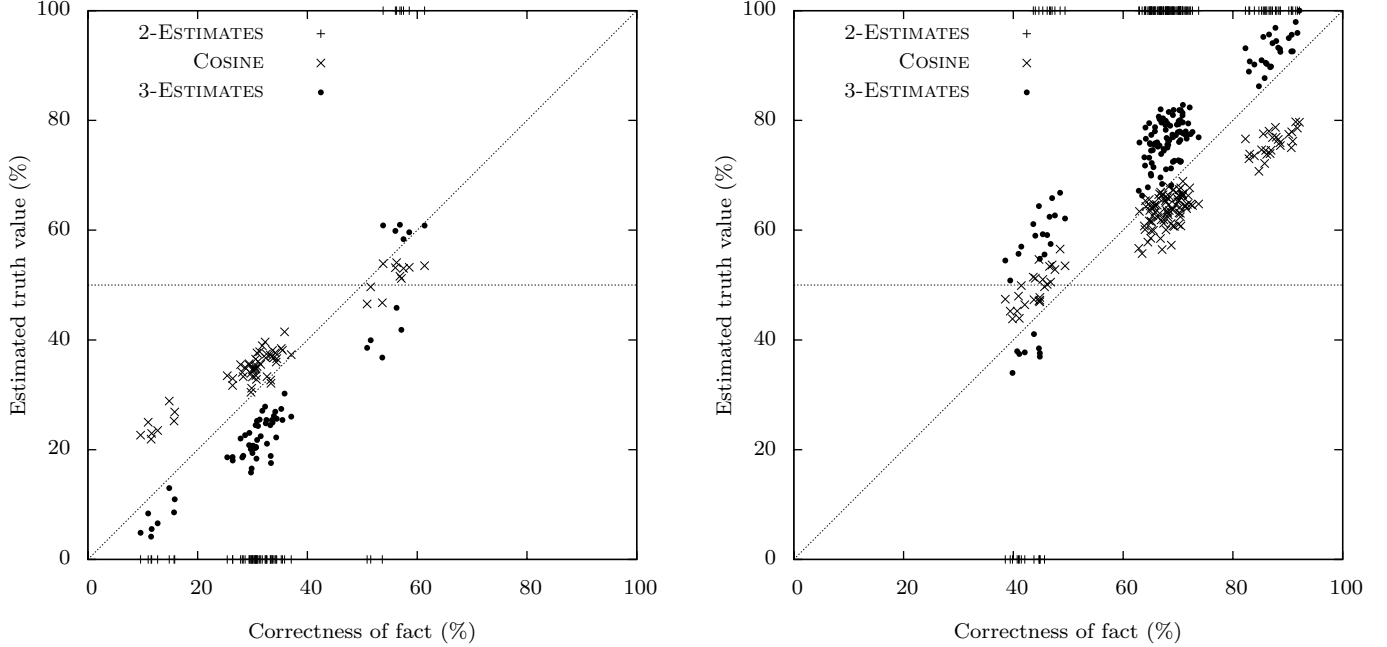 100
80
60
40
20
0
Estimated truth value (%)
2-ESTIMATES
COSINE
3-ESTIMATES
0 20 40 60 80 100
Correctness of fact (%)
100
80
60
40
20
0
Estimated truth value (%)
2-ESTIMATES
COSINE
3-ESTIMATES
0 20 40 60 80 100
Correctness of fact (%)